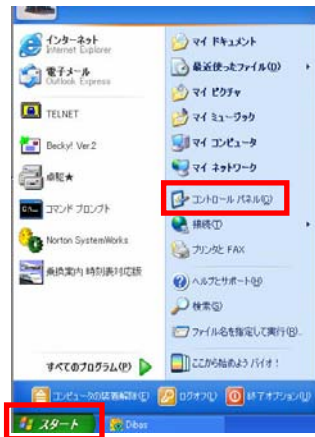 インターネット
Internet Explorer
電子メール
Outlook Express
TELNET
Becky! Ver.2
卓駅★
コマンド プロンプト
Norton SystemWorks
乗換案内 時刻表対応版
すべてのプログラム(P)
マイ ドキュメント
最近使ったファイル(D)
マイ ピクチャ
マイ ミュージック
マイ コンピュータ
マイ ネットワーク
コントロール パネル(C)
接続(T)
プリンタと FAX
ヘルプとサポート(H)
検索(S)
ファイル名を指定して実行(R)...
ここから始めよう バイオ!
コンピュータの装着解除(E)
ログオフ(L)
終了オプション(U)
スタート
Dibas